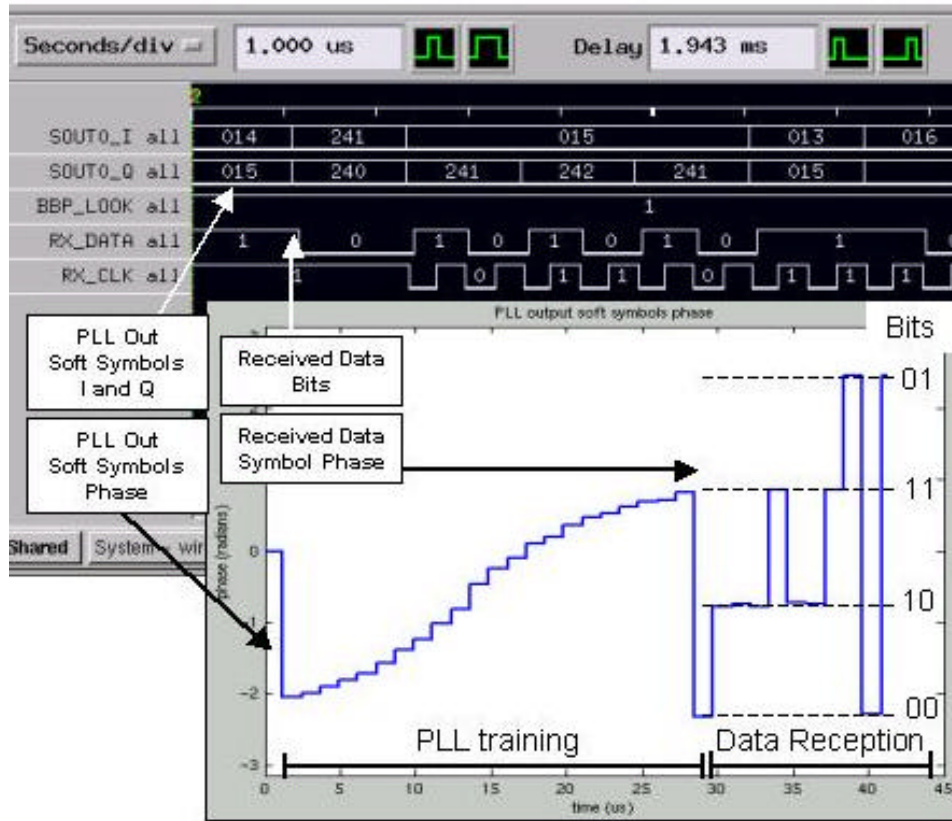 Seconds/div 1.000 us Delay 1.943 ms
SOUT0_I all 014 241 015 013 016
SOUT0_Q all 015 240 241 242 241 015
BBP_LOOK all 1
RX_DATA all 1 0 1 0 1 0 1 0 1
RX_CLK all 1 0 1 1 0 1 1 1
PLL output soft symbols phase
PLL Out
Soft Symbols
I and Q
Received Data
Bits
PLL Out
Soft Symbols
Phase
Received Data
Symbol Phase
Bits
01
11
10
00
Shared System - wir
phase (radians)
0
-1
-2
-3
PLL training
Data Reception
0 5 10 15 20 25 30 35 40 45
time (us)